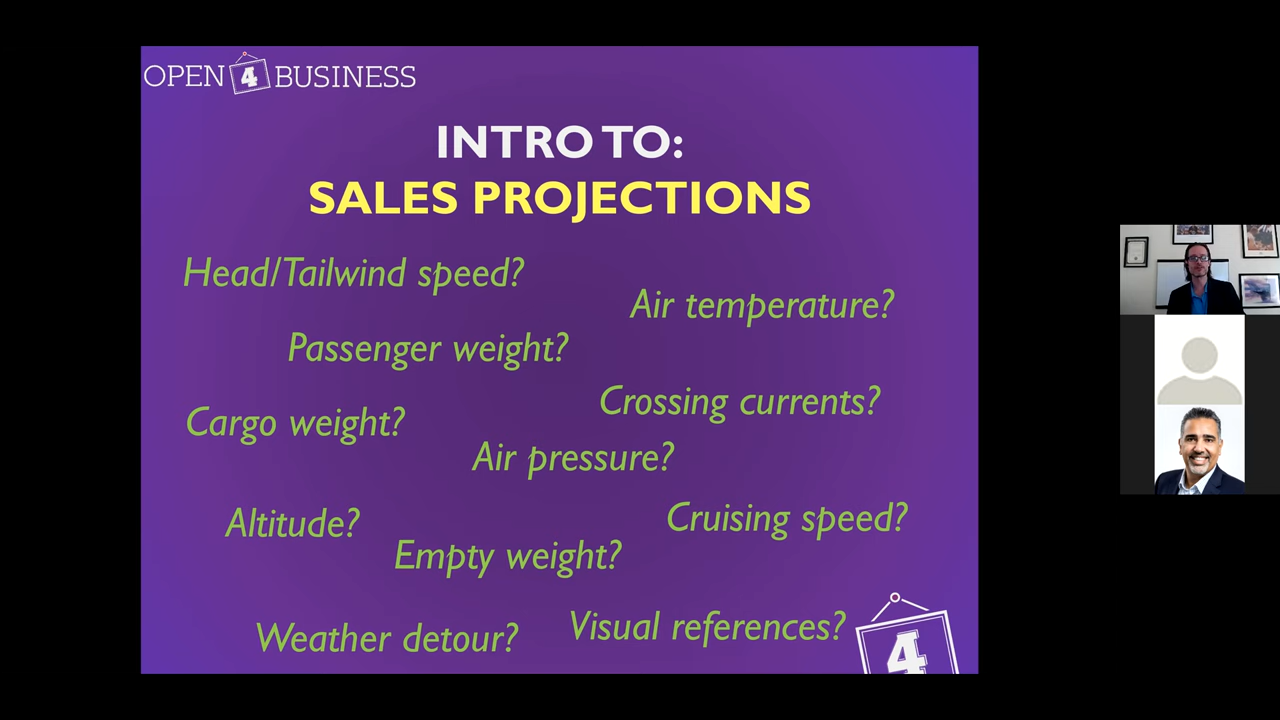 OPEN 4 BUSINESS
INTRO TO:
SALES PROJECTIONS
Head/Tailwind speed?
Air temperature?
Passenger weight?
Crossing currents?
Cargo weight?
Air pressure?
Cruising speed?
Altitude?
Empty weight?
Visual references?
Weather detour?
4